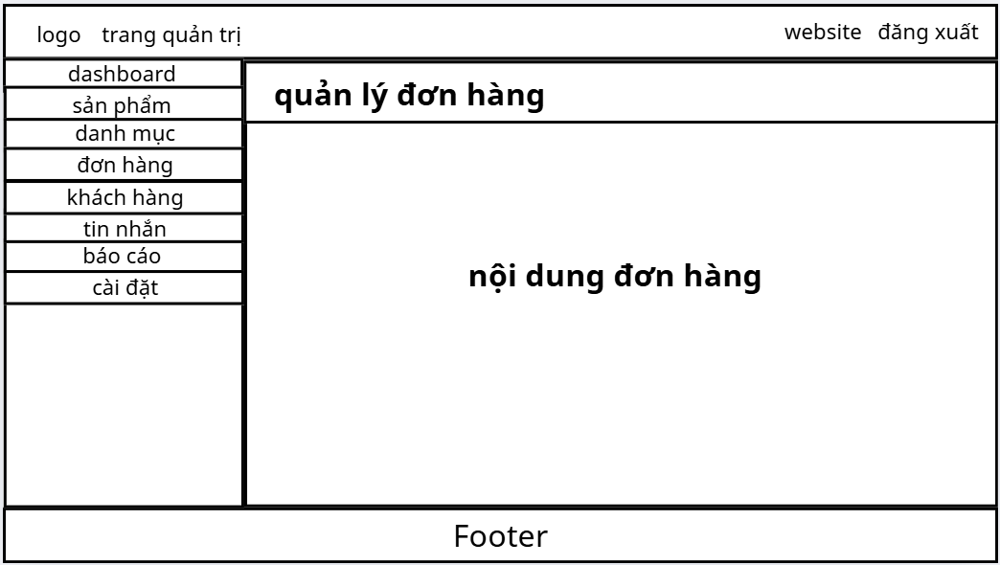 logo trang quản trị
website đăng xuất
dashboard
sản phẩm
danh mục
đơn hàng
khách hàng
tin nhắn
báo cáo
cài đặt
quản lý đơn hàng
nội dung đơn hàng
Footer